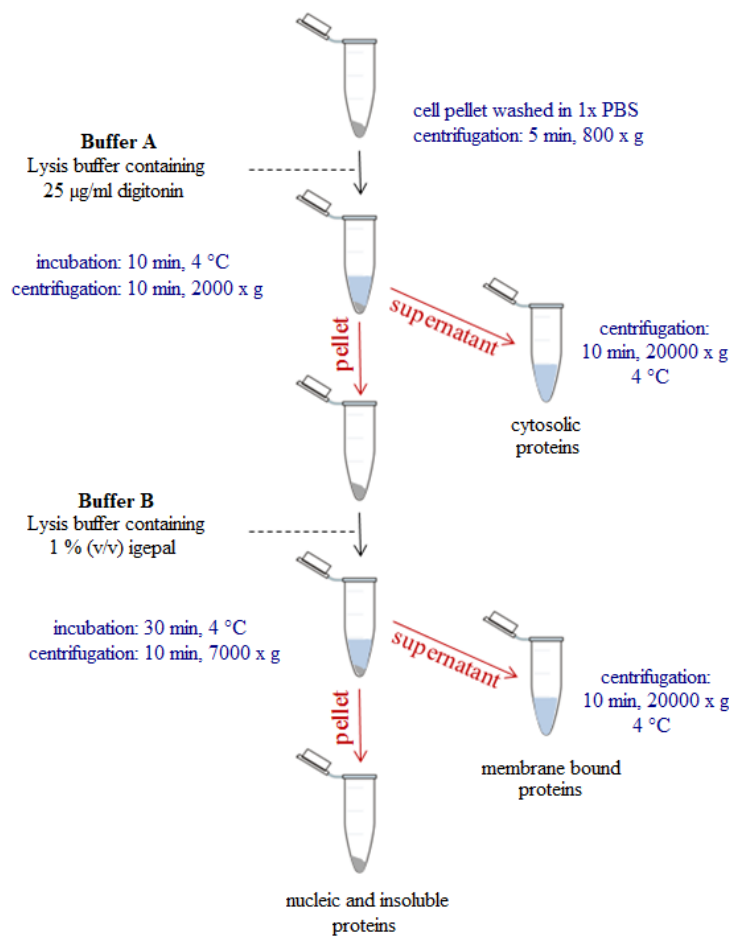 cell pellet washed in 1x PBS
centrifugation: 5 min, 800 x g
Buffer A
Lysis buffer containing
25 µg/ml digitonin
incubation: 10 min, 4 °C
centrifugation: 10 min, 2000 x g
supernatant
pellet
centrifugation:
10 min, 20000 x g
4 °C
cytosolic
proteins
Buffer B
Lysis buffer containing
1 % (v/v) igepal
incubation: 30 min, 4 °C
centrifugation: 10 min, 7000 x g
supernatant
pellet
centrifugation:
10 min, 20000 x g
4 °C
membrane bound
proteins
nucleic and insoluble
proteins